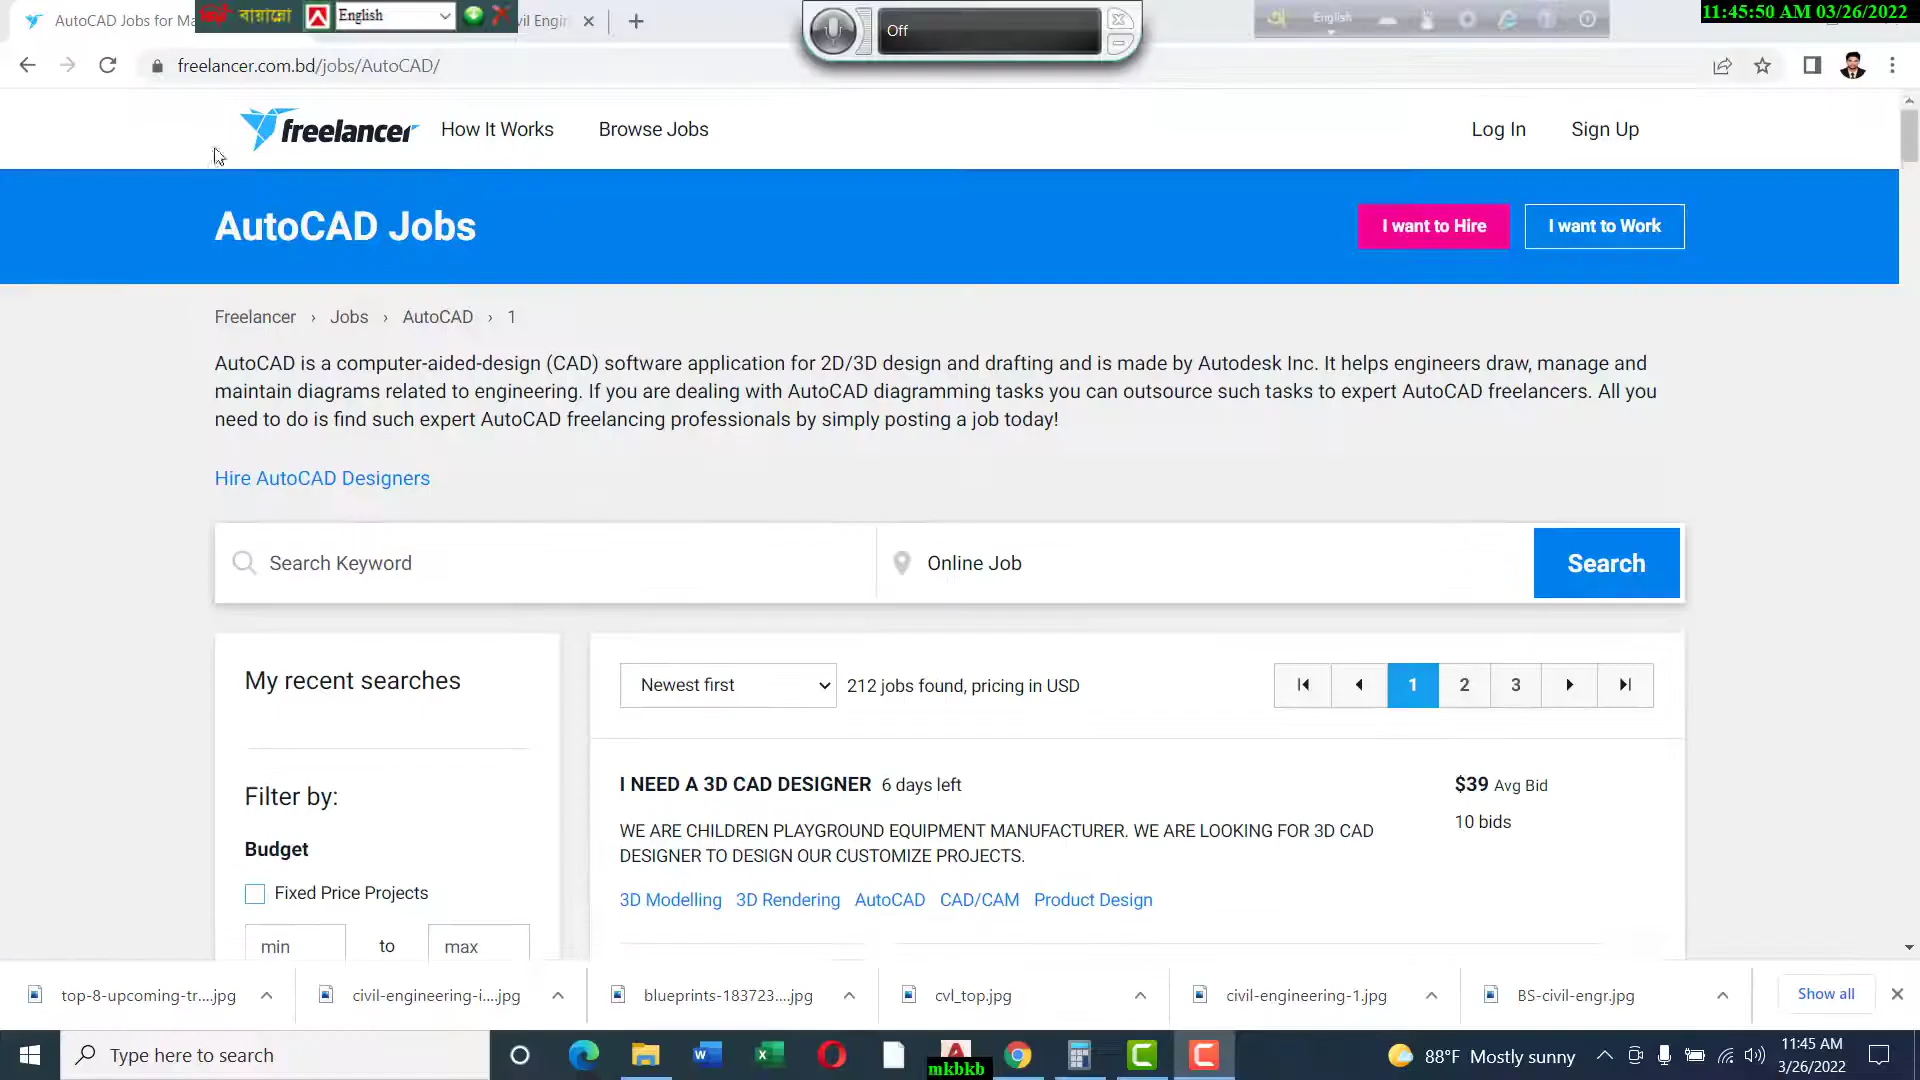 AutoCAD Jobs for Ma
বায়ান্নো
English
vil Engin
Off
English
11:45:50 AM 03/26/2022
freelancer.com.bd/jobs/AutoCAD/
freelancer
How It Works
Browse Jobs
Log In
Sign Up
AutoCAD Jobs
I want to Hire
I want to Work
Freelancer › Jobs › AutoCAD › 1
AutoCAD is a computer-aided-design (CAD) software application for 2D/3D design and drafting and is made by Autodesk Inc. It helps engineers draw, manage and
maintain diagrams related to engineering. If you are dealing with AutoCAD diagramming tasks you can outsource such tasks to expert AutoCAD freelancers. All you
need to do is find such expert AutoCAD freelancing professionals by simply posting a job today!
Hire AutoCAD Designers
Search Keyword
Online Job
Search
My recent searches
Newest first
212 jobs found, pricing in USD
1 2 3
Filter by:
Budget
Fixed Price Projects
min to max
I NEED A 3D CAD DESIGNER 6 days left
$39 Avg Bid
10 bids
WE ARE CHILDREN PLAYGROUND EQUIPMENT MANUFACTURER. WE ARE LOOKING FOR 3D CAD
DESIGNER TO DESIGN OUR CUSTOMIZE PROJECTS.
3D Modelling 3D Rendering AutoCAD CAD/CAM Product Design
top-8-upcoming-tr....jpg
civil-engineering-i....jpg
blueprints-183723....jpg
cvl_top.jpg
civil-engineering-1.jpg
BS-civil-engr.jpg
Show all
Type here to search
mkbkb
88°F Mostly sunny
11:45 AM
3/26/2022